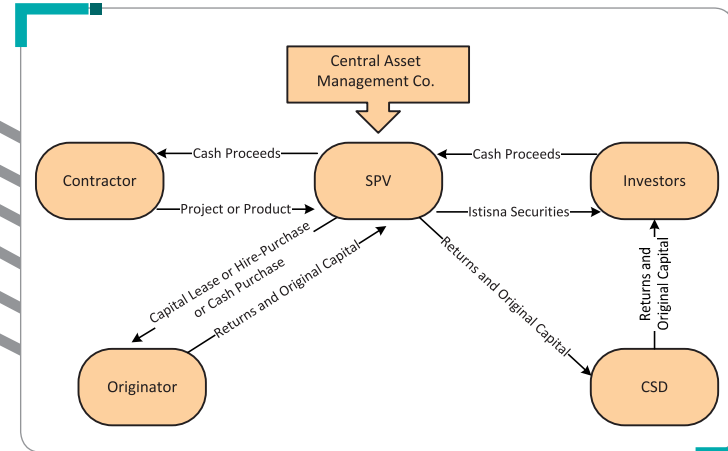 Central Asset
Management Co.
Cash Proceeds
Cash Proceeds
Contractor
SPV
Investors
Project or Product
Istisna Securities
Capital Lease or Hire-Purchase
or Cash Purchase
Returns and Original Capital
Returns and Original Capital
Returns and
Original Capital
Originator
CSD